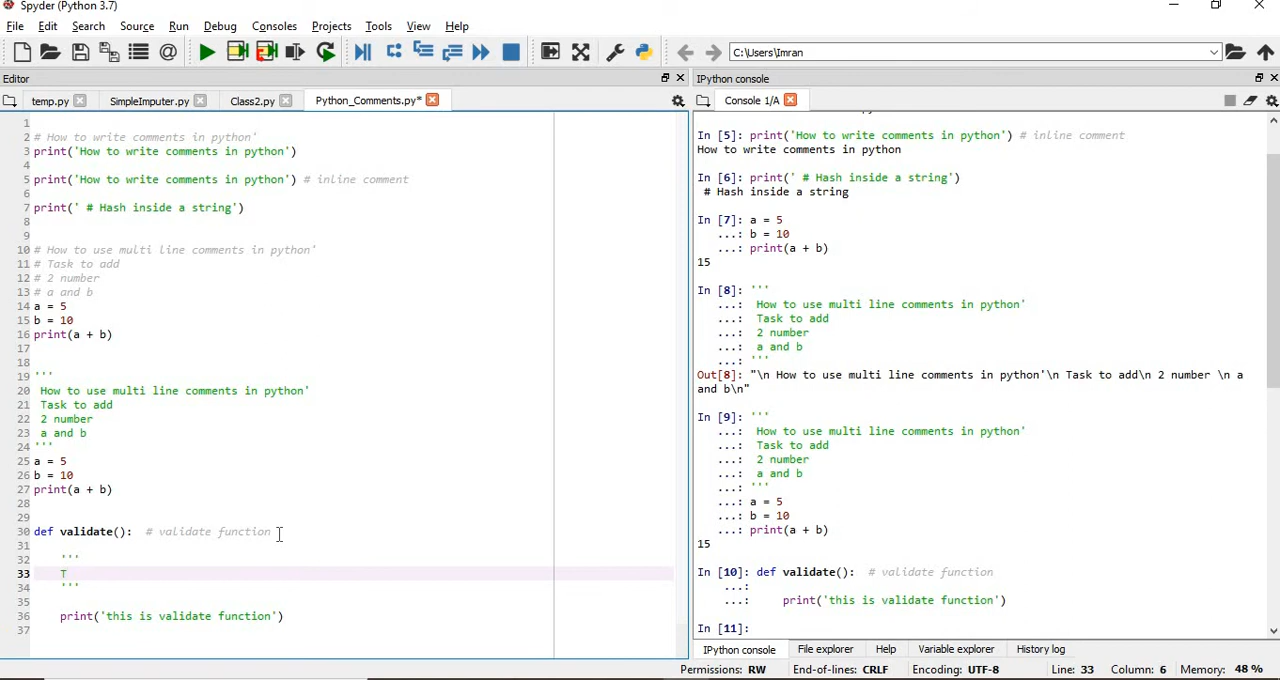 Spyder (Python 3.7)
File Edit Search Source Run Debug Consoles Projects Tools View Help
C:\Users\Imran
Editor
temp.py SimpleImputer.py Class2.py Python_Comments.py*
1
2 # How to write comments in python'
3 print('How to write comments in python')
4
5 print('How to write comments in python') # inline comment
6
7 print(' # Hash inside a string')
8
9
10 # How to use multi line comments in python'
11 # Task to add
12 # 2 number
13 # a and b
14 a = 5
15 b = 10
16 print(a + b)
17
18
19 '''
20 How to use multi line comments in python'
21 Task to add
22 2 number
23 a and b
24 '''
25 a = 5
26 b = 10
27 print(a + b)
28
29
30 def validate(): # validate function
31
32 '''
33 T
34 '''
35
36 print('this is validate function')
37
IPython console
Console 1/A
In [5]: print('How to write comments in python') # inline comment
How to write comments in python
In [6]: print(' # Hash inside a string')
# Hash inside a string
In [7]: a = 5
...: b = 10
...: print(a + b)
15
In [8]: '''
...: How to use multi line comments in python'
...: Task to add
...: 2 number
...: a and b
...: '''
Out[8]: "\n How to use multi line comments in python'\n Task to add\n 2 number \n a
and b\n"
In [9]: '''
...: How to use multi line comments in python'
...: Task to add
...: 2 number
...: a and b
...: '''
...: a = 5
...: b = 10
...: print(a + b)
15
In [10]: def validate(): # validate function
...:
...: print('this is validate function')
In [11]:
IPython console File explorer Help Variable explorer History log
Permissions: RW End-of-lines: CRLF Encoding: UTF-8 Line: 33 Column: 6 Memory: 48 %